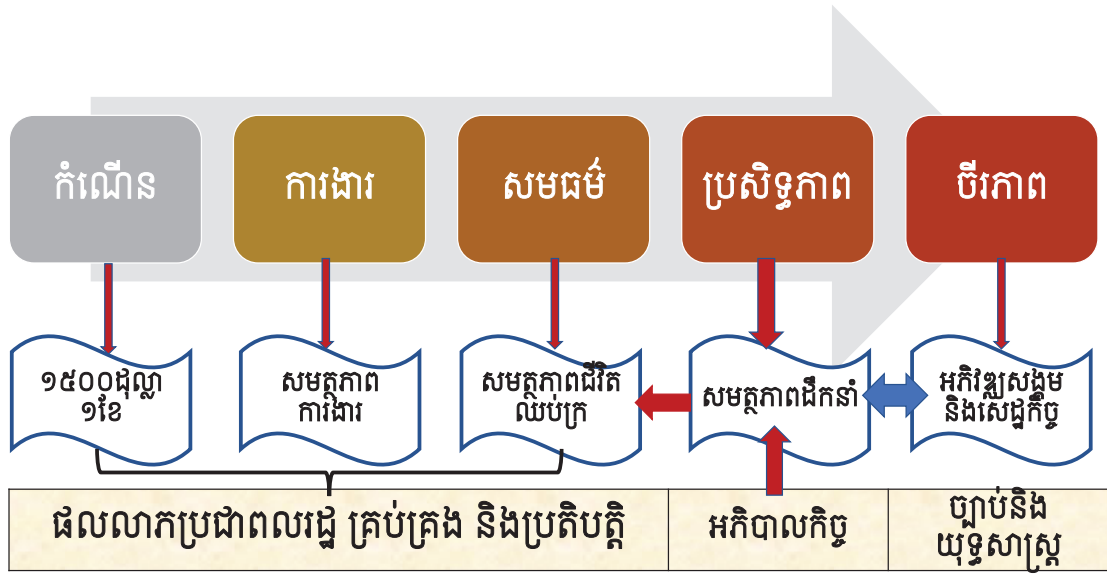 កំណើន
ការងារ
សមធម៌
ប្រសិទ្ធភាព
ចីរភាព
១៥០០ដុល្លា
១ខែ
សមត្ថភាព
ការងារ
សមត្ថភាពជីវិត
ឈប់ក្រ
សមត្ថភាពដឹកនាំ
អភិវឌ្ឍសង្គម
និងសេដ្ឋកិច្ច
ផលលាភប្រជាពលរដ្ឋ គ្រប់គ្រង និងប្រតិបត្តិ
អភិបាលកិច្ច
ច្បាប់និង
យុទ្ធសាស្ត្រ